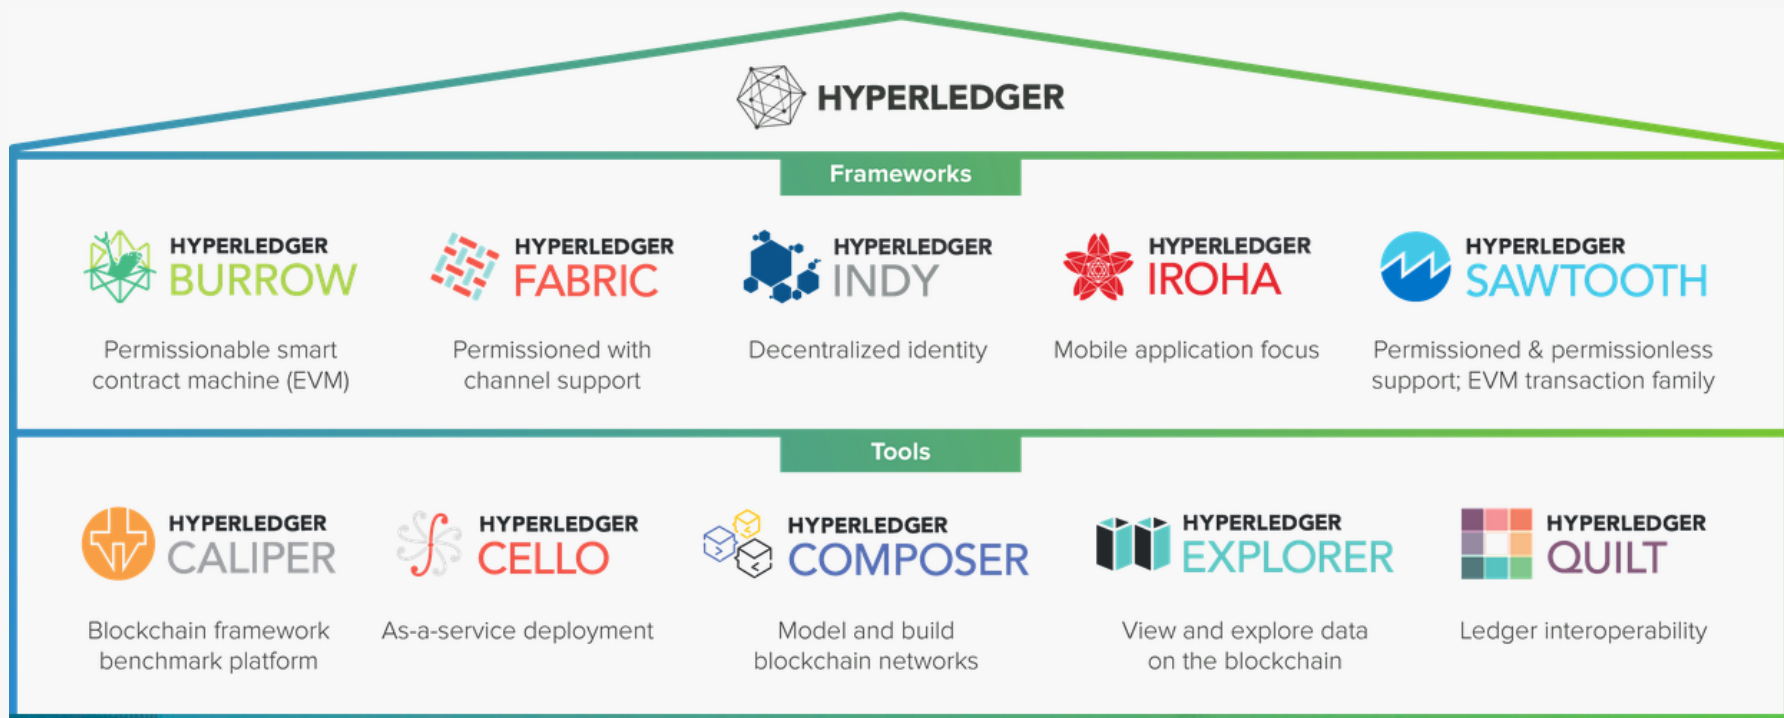 HYPERLEDGER
Frameworks
HYPERLEDGER
BURROW
Permissionable smart
contract machine (EVM)
HYPERLEDGER
FABRIC
Permissioned with
channel support
HYPERLEDGER
INDY
Decentralized identity
HYPERLEDGER
IROHA
Mobile application focus
HYPERLEDGER
SAWTOOTH
Permissioned & permissionless
support; EVM transaction family
Tools
HYPERLEDGER
CALIPER
Blockchain framework
benchmark platform
HYPERLEDGER
CELLO
As-a-service deployment
HYPERLEDGER
COMPOSER
Model and build
blockchain networks
HYPERLEDGER
EXPLORER
View and explore data
on the blockchain
HYPERLEDGER
QUILT
Ledger interoperability